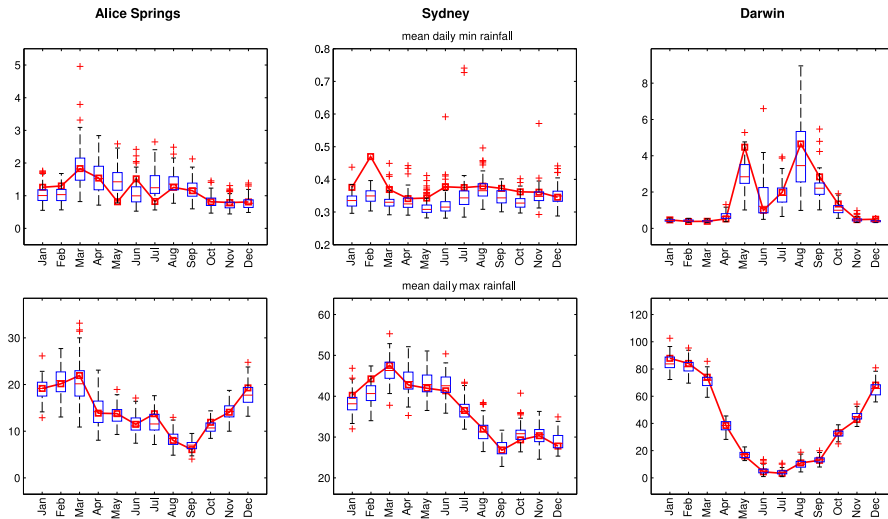 Alice Springs
Sydney
Darwin
mean daily min rainfall
5
4
3
2
1
0
Jan
Feb
Mar
Apr
May
Jun
Jul
Aug
Sep
Oct
Nov
Dec
0.8
0.7
0.6
0.5
0.4
0.3
0.2
Jan
Feb
Mar
Apr
May
Jun
Jul
Aug
Sep
Oct
Nov
Dec
8
6
4
2
0
Jan
Feb
Mar
Apr
May
Jun
Jul
Aug
Sep
Oct
Nov
Dec
mean daily max rainfall
30
20
10
0
Jan
Feb
Mar
Apr
May
Jun
Jul
Aug
Sep
Oct
Nov
Dec
60
50
40
30
20
Jan
Feb
Mar
Apr
May
Jun
Jul
Aug
Sep
Oct
Nov
Dec
120
100
80
60
40
20
0
Jan
Feb
Mar
Apr
May
Jun
Jul
Aug
Sep
Oct
Nov
Dec